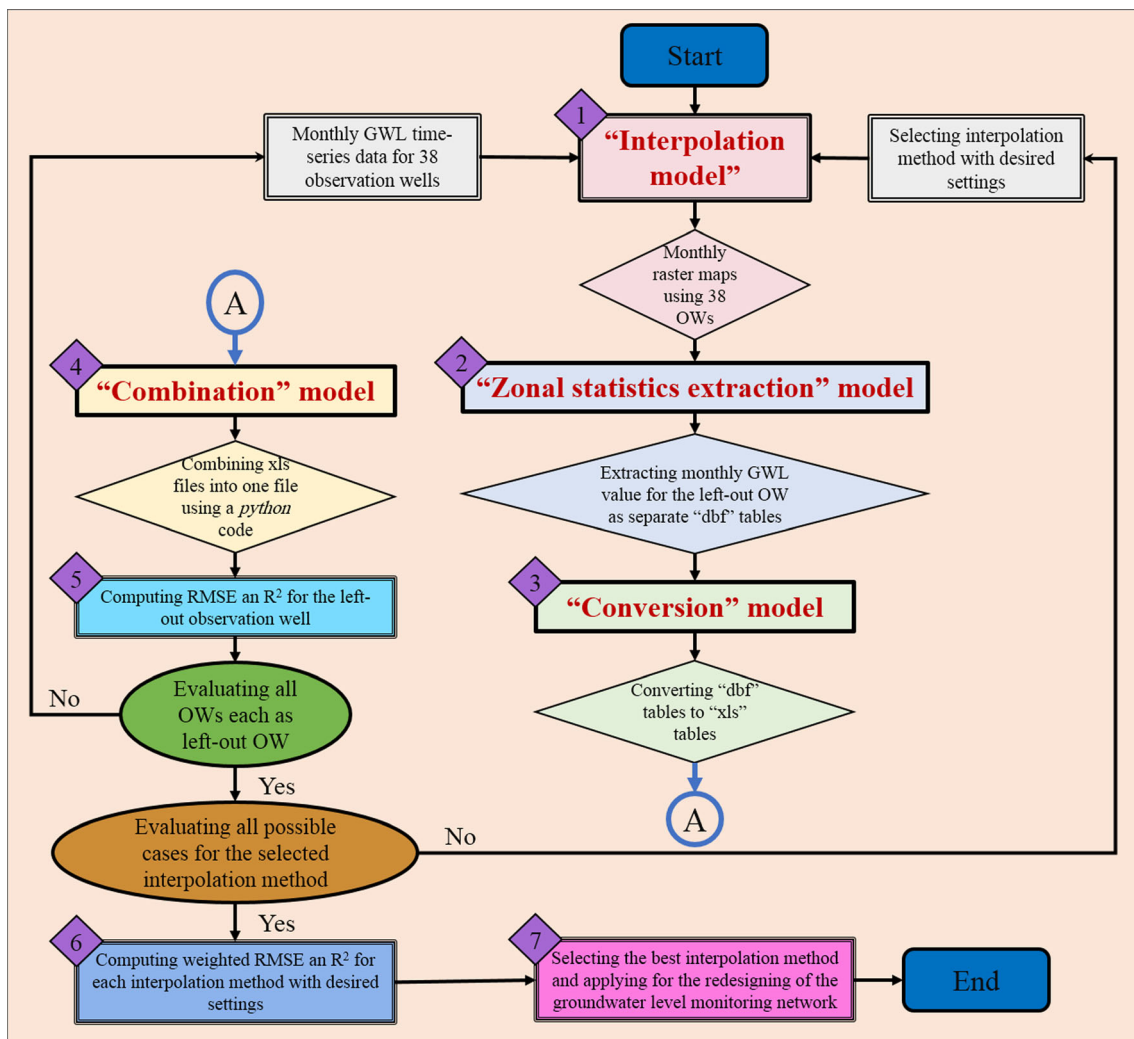 Start
1
“Interpolation
model”
Monthly GWL time-
series data for 38
observation wells
Selecting interpolation
method with desired
settings
Monthly
raster maps
using 38
OWs
2
“Zonal statistics extraction” model
Extracting monthly GWL
value for the left-out OW
as separate “dbf” tables
3
“Conversion” model
Converting “dbf”
tables to “xls”
tables
A
A
4
“Combination” model
Combining xls
files into one file
using a python
code
5
Computing RMSE an R² for the left-
out observation well
Evaluating all
OWs each as
left-out OW
No
Yes
Evaluating all possible
cases for the selected
interpolation method
No
Yes
6
Computing weighted RMSE an R² for
each interpolation method with desired
settings
7
Selecting the best interpolation method
and applying for the redesigning of the
groundwater level monitoring network
End